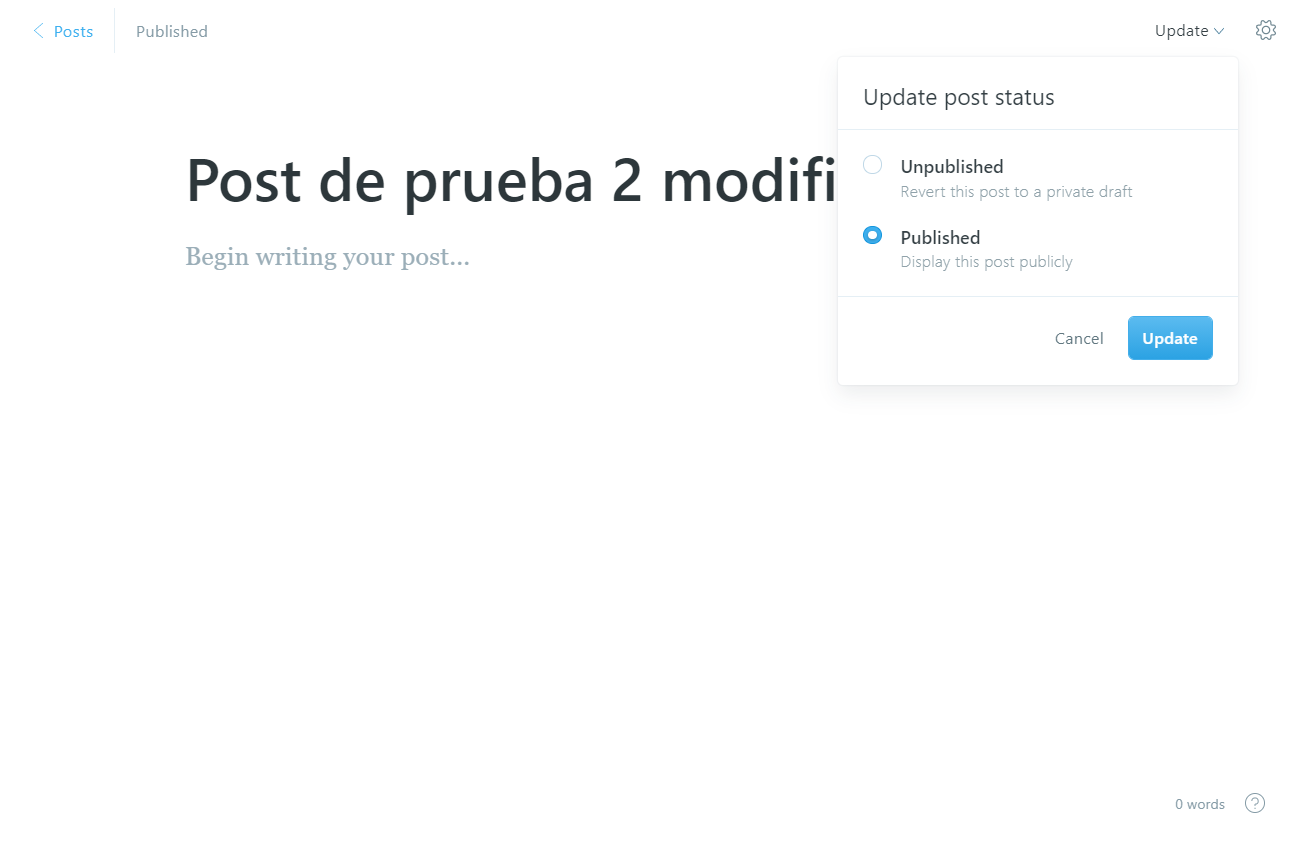 Posts
Published
Update
Update post status
Post de prueba 2 modifi
Unpublished
Revert this post to a private draft
Published
Display this post publicly
Begin writing your post...
Cancel
Update
0 words
?